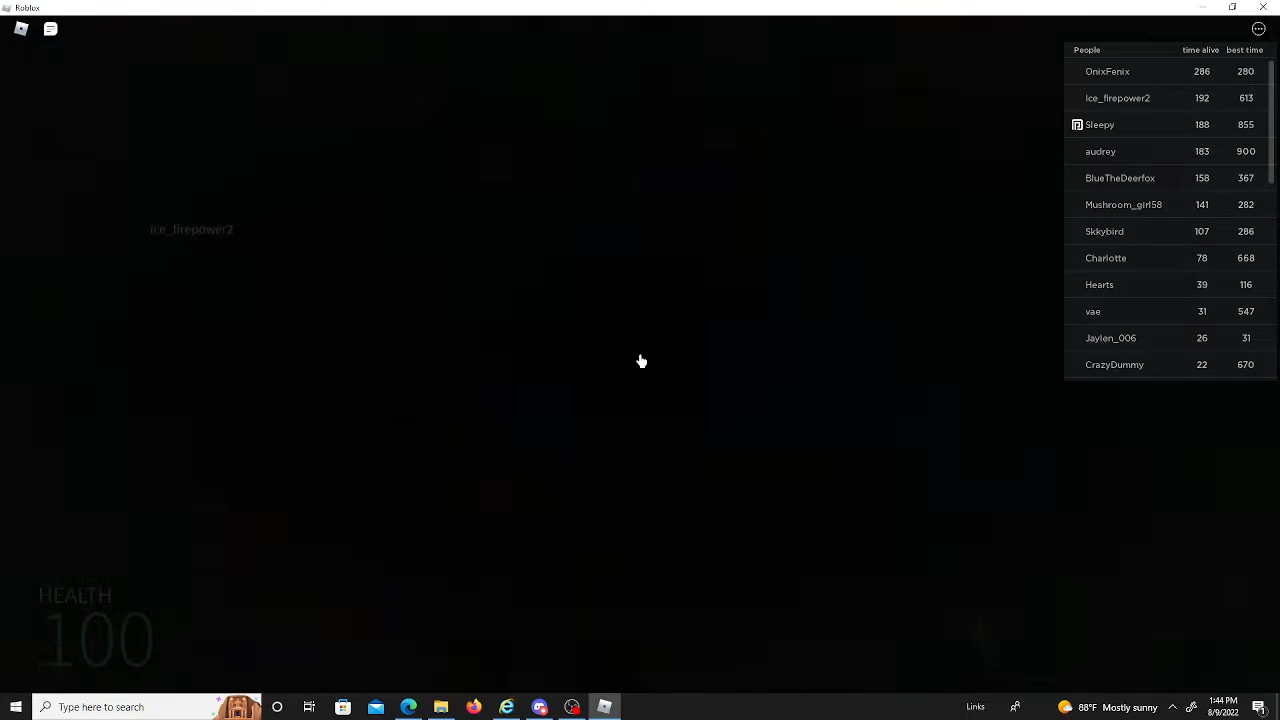 Roblox
People time alive best time
OnixFenix 286 280
Ice_firepower2 192 613
Sleepy 188 855
audrey 183 900
BlueTheDeerfox 158 367
Mushroom_girl58 141 282
Skkybird 107 286
Charlotte 78 668
Hearts 39 116
vae 31 547
Jaylen_006 26 31
CrazyDummy 22 670
Ice_firepower2
HEALTH
100
Type here to search
Links
88°F Mostly sunny
1:44 PM
8/9/2022